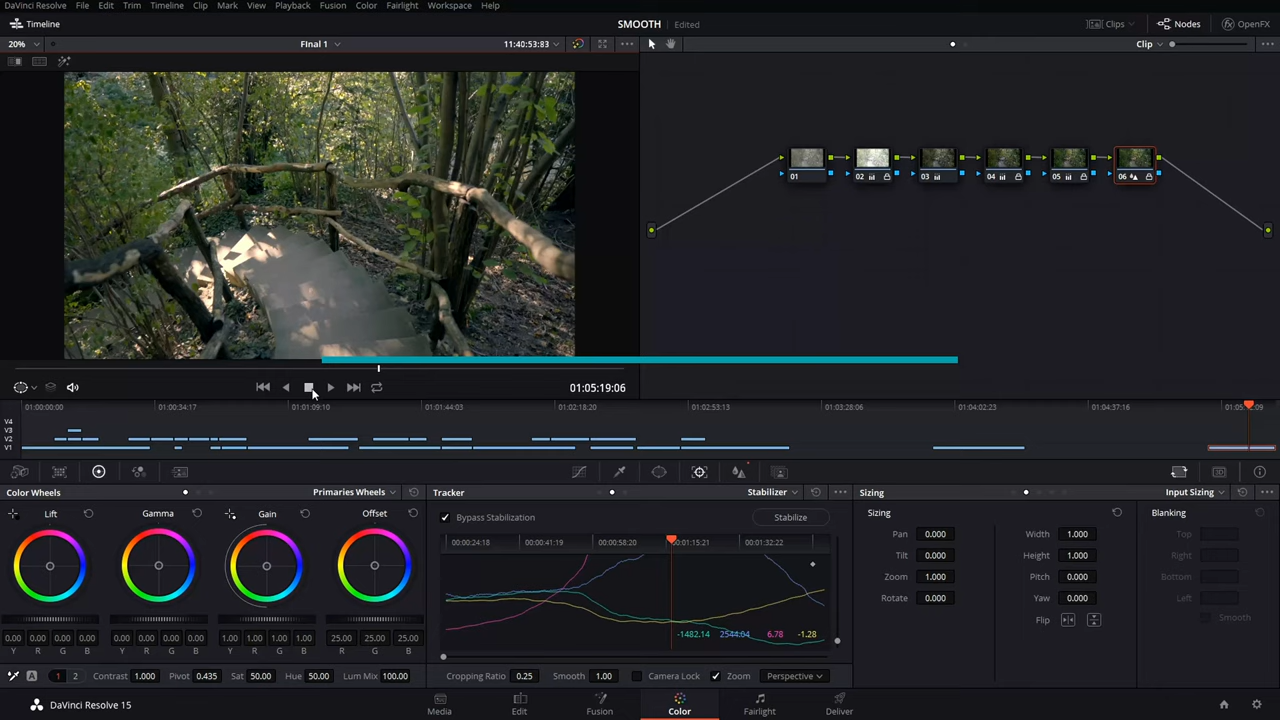 DaVinci Resolve File Edit Trim Timeline Clip Mark View Playback Fusion Color Fairlight Workspace Help
Timeline SMOOTH Edited Clips Nodes OpenFX
20% FInal 1 11:40:53:83 Clip
01 02 03 04 05 06
01:05:19:06
01:00:00:00 01:00:34:17 01:01:09:10 01:01:44:03 01:02:18:20 01:02:53:13 01:03:28:06 01:04:02:23 01:04:37:16
V4
V3
V2
V1
Color Wheels Primaries Wheels Tracker Stabilizer Sizing Input Sizing
Lift Gamma Gain Offset Bypass Stabilization Stabilize Sizing Blanking
Pan 0.000 Width 1.000 Top
00:00:24:18 00:00:41:19 00:00:58:20 00:01:15:21 00:01:32:22
Tilt 0.000 Height 1.000 Bottom
Zoom 1.000 Pitch 0.000 Right
Rotate 0.000 Yaw 0.000 Left
Flip Smooth
0.00 0.00 0.00 0.00 0.00 0.00 0.00 0.00 1.00 1.00 1.00 1.00 25.00 25.00 25.00 -1482.14 2544.04 6.78 -1.28
Y R G B Y R G B Y R G B R G B
A 1 2 Contrast 1.000 Pivot 0.435 Sat 50.00 Hue 50.00 Lum Mix 100.00 Cropping Ratio 0.25 Smooth 1.00 Camera Lock Zoom Perspective
DaVinci Resolve 15 Media Edit Fusion Color Fairlight Deliver